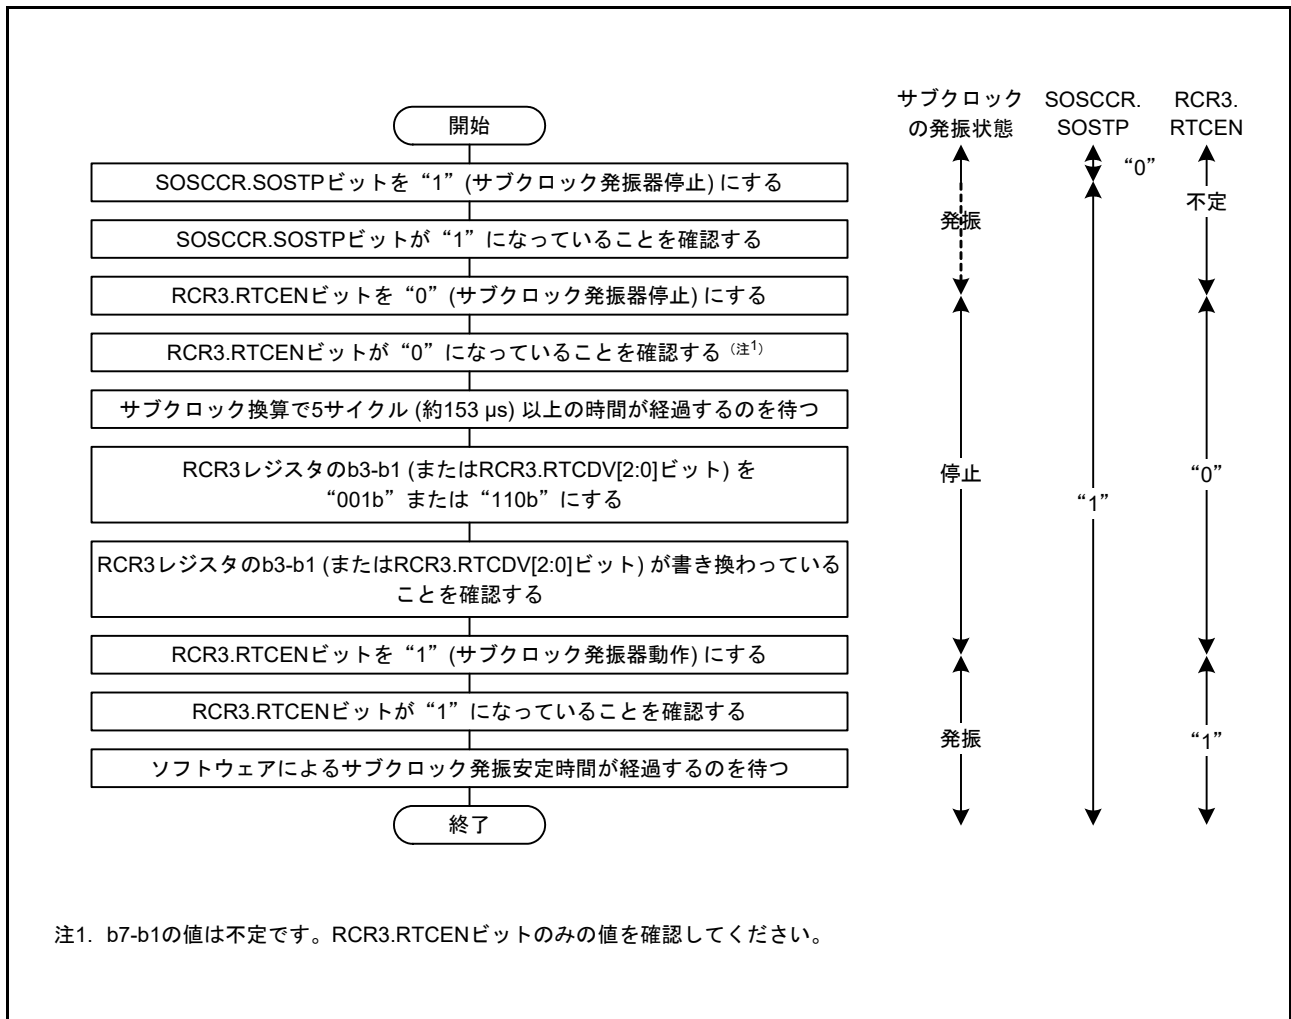 開始
SOSCCR.SOSTPビットを“1”(サブクロック発振器停止) にする
SOSCCR.SOSTPビットが“1”になっていることを確認する
RCR3.RTCENビットを“0”(サブクロック発振器停止) にする
RCR3.RTCENビットが“0”になっていることを確認する（注1）
サブクロック換算で5サイクル (約153 µs) 以上の時間が経過するのを待つ
RCR3レジスタのb3-b1 (またはRCR3.RTCDV[2:0]ビット) を
“001b”または“110b”にする
RCR3レジスタのb3-b1 (またはRCR3.RTCDV[2:0]ビット) が書き換わっている
ことを確認する
RCR3.RTCENビットを“1”(サブクロック発振器動作) にする
RCR3.RTCENビットが“1”になっていることを確認する
ソフトウェアによるサブクロック発振安定時間が経過するのを待つ
終了
サブクロック
の発振状態
発振
停止
発振
SOSCCR.
SOSTP
“0”
“1”
RCR3.
RTCEN
不定
“0”
“1”
注1. b7-b1の値は不定です。RCR3.RTCENビットのみの値を確認してください。